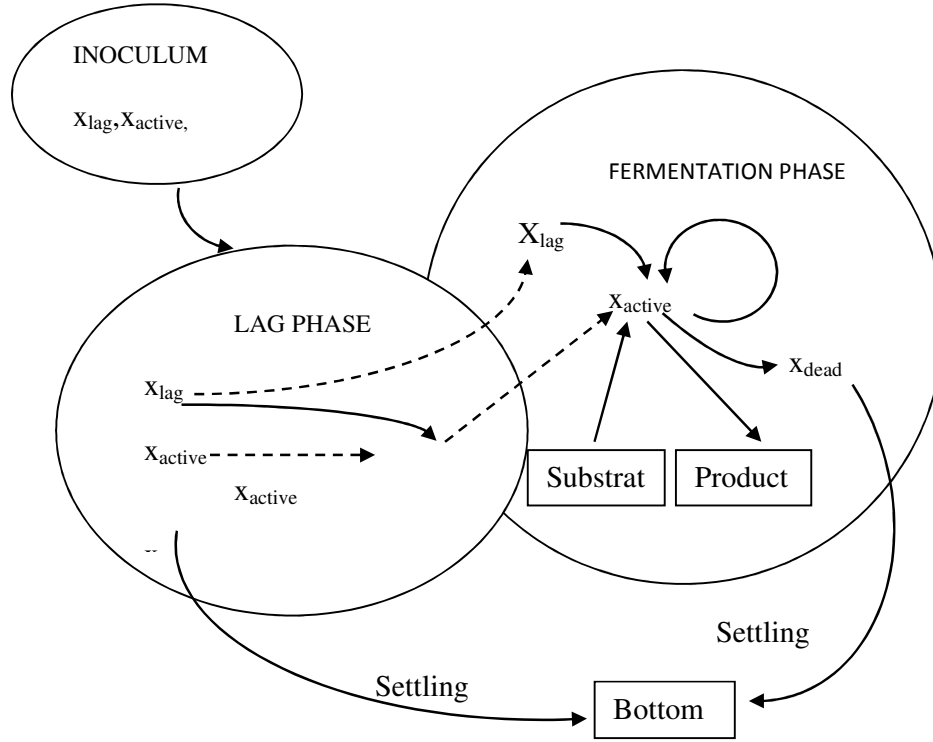 INOCULUM
xlag,xactive,
FERMENTATION PHASE
Xlag
xactive
LAG PHASE
xdead
xlag
xactive
xactive
Substrat
Product
Settling
Settling
Bottom